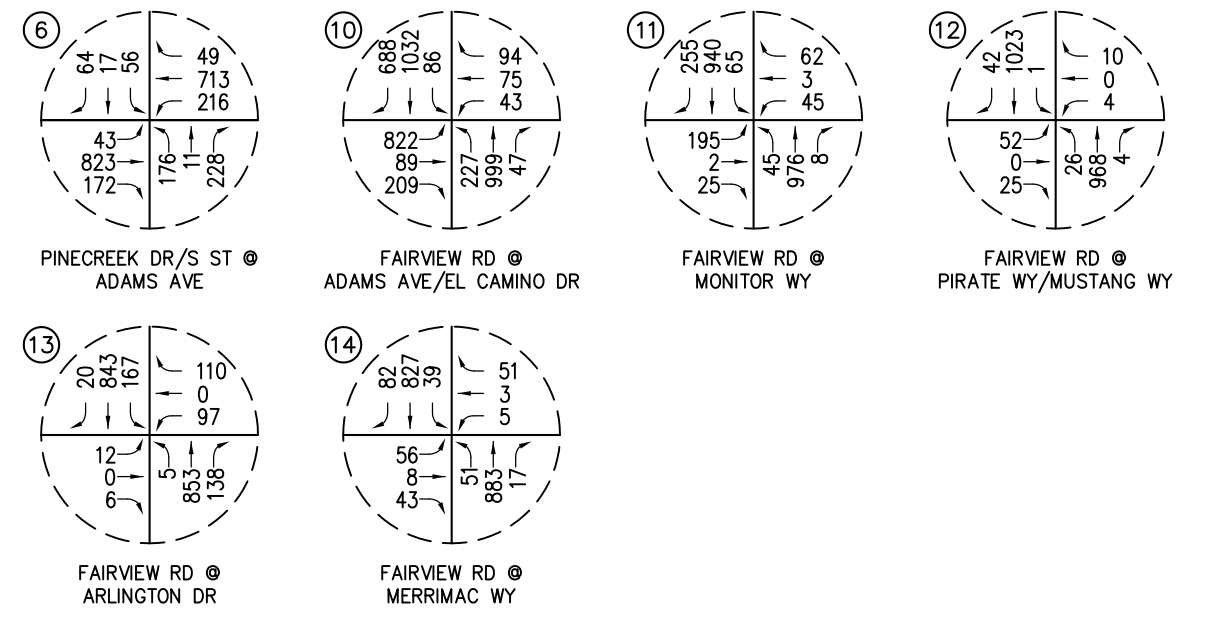 6
64 17 56
49
713
216
43
823
172
176 11 228
PINECREEK DR/S ST @
ADAMS AVE
10
688 1032 86
94
75
43
822
89
209
227 999 47
FAIRVIEW RD @
ADAMS AVE/EL CAMINO DR
11
255 940 65
62
3
45
195
2
25
45 976 8
FAIRVIEW RD @
MONITOR WY
12
42 1023 1
10
0
4
52
0
25
26 968 4
FAIRVIEW RD @
PIRATE WY/MUSTANG WY
13
20 843 167
110
0
97
12
0
6
5 853 138
FAIRVIEW RD @
ARLINGTON DR
14
82 827 39
51
3
5
56
8
43
51 883 17
FAIRVIEW RD @
MERRIMAC WY